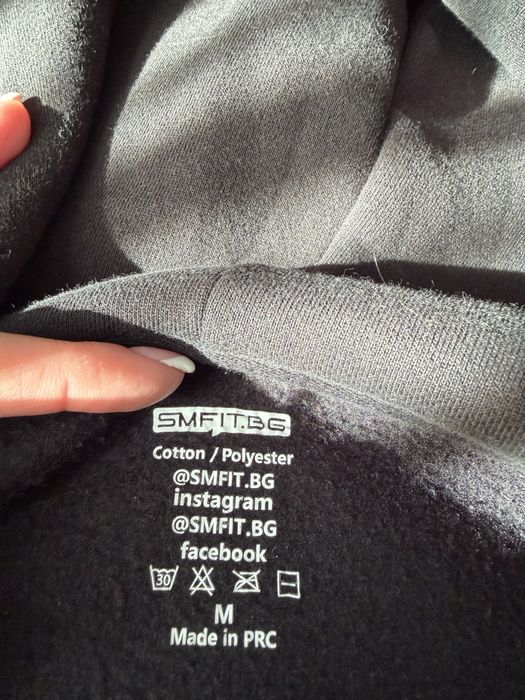 SMFIT.BG
Cotton / Polyester
@SMFIT.BG
instagram
@SMFIT.BG
facebook
30
M
Made in PRC